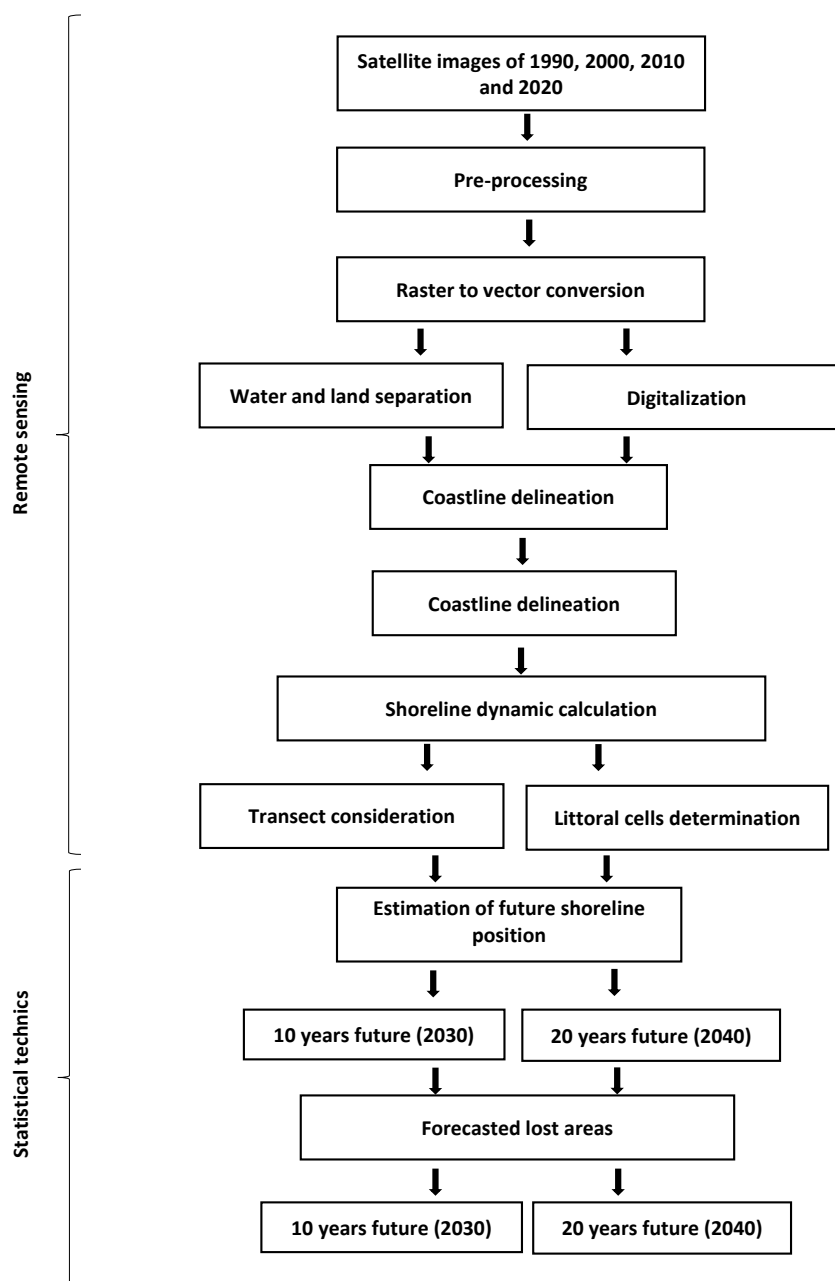 Satellite images of 1990, 2000, 2010
and 2020
Pre-processing
Raster to vector conversion
Water and land separation
Digitalization
Remote sensing
Coastline delineation
Coastline delineation
Shoreline dynamic calculation
Transect consideration
Littoral cells determination
Estimation of future shoreline
position
10 years future (2030)
20 years future (2040)
Statistical technics
Forecasted lost areas
10 years future (2030)
20 years future (2040)